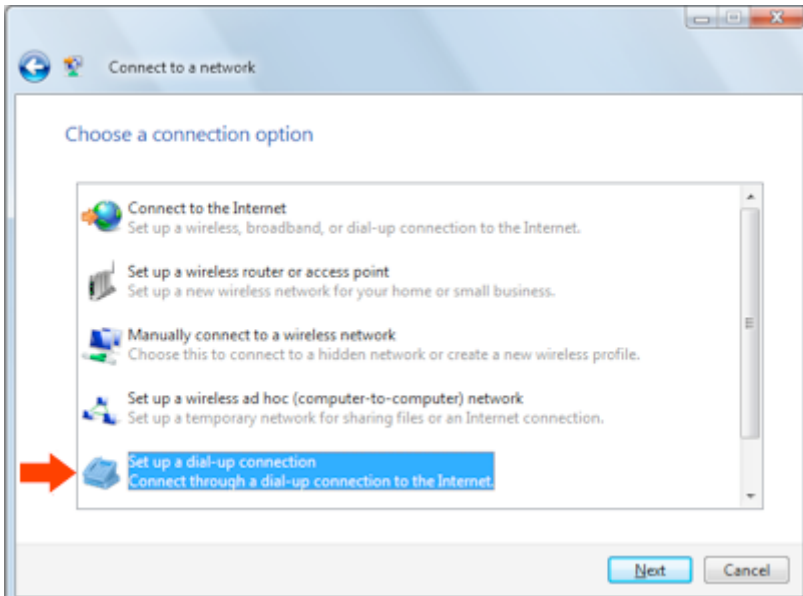 Connect to a network
Choose a connection option
Connect to the Internet
Set up a wireless, broadband, or dial-up connection to the Internet.
Set up a wireless router or access point
Set up a new wireless network for your home or small business.
Manually connect to a wireless network
Choose this to connect to a hidden network or create a new wireless profile.
Set up a wireless ad hoc (computer-to-computer) network
Set up a temporary network for sharing files or an Internet connection.
Set up a dial-up connection
Connect through a dial-up connection to the Internet.
Next Cancel